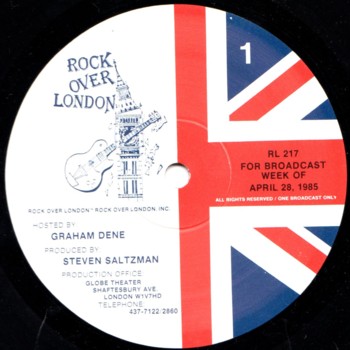 ROCK
OVER
LONDON
1
RL 217
FOR BROADCAST
WEEK OF
APRIL 28, 1985
ALL RIGHTS RESERVED / ONE BROADCAST ONLY
ROCK OVER LONDON™ ROCK OVER LONDON, INC.
HOSTED BY:
GRAHAM DENE
PRODUCED BY:
STEVEN SALTZMAN
PRODUCTION OFFICE
GLOBE THEATER
SHAFTESBURY AVE.
LONDON W1V7HD
TELEPHONE:
437-7122/2860